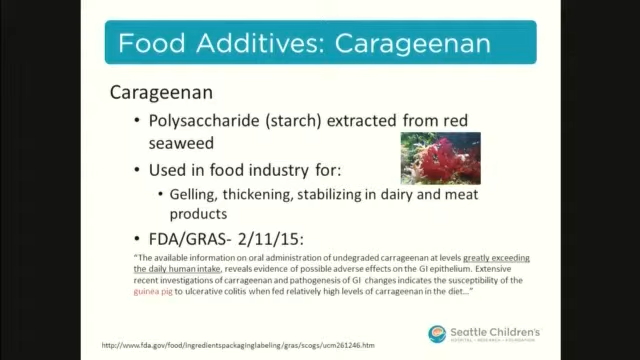 Food Additives: Carageenan
Carageenan
• Polysaccharide (starch) extracted from red
seaweed
• Used in food industry for:
• Gelling, thickening, stabilizing in dairy and meat
products
• FDA/GRAS- 2/11/15:
"The available information on oral administration of undegraded carrageenan at levels greatly exceeding
the daily human intake, reveals evidence of possible adverse effects on the GI epithelium. Extensive
recent investigations of carrageenan and pathogenesis of GI changes indicates the susceptibility of the
guinea pig to ulcerative colitis when fed relatively high levels of carrageenan in the diet..."
http://www.fda.gov/food/ingredientspackaginglabeling/gras/scogs/ucm261246.htm
Seattle Children's
HOSPITAL • RESEARCH • FOUNDATION